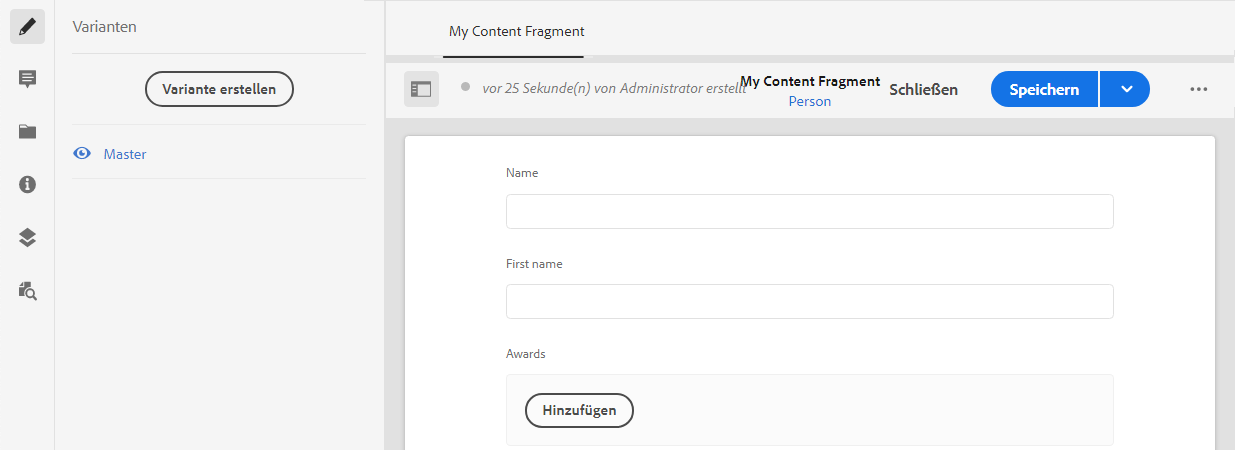 Varianten
Variante erstellen
Master
My Content Fragment
vor 25 Sekunde(n) von Administrator erstellt
My Content Fragment
Person
Schließen
Speichern
Name
First name
Awards
Hinzufügen